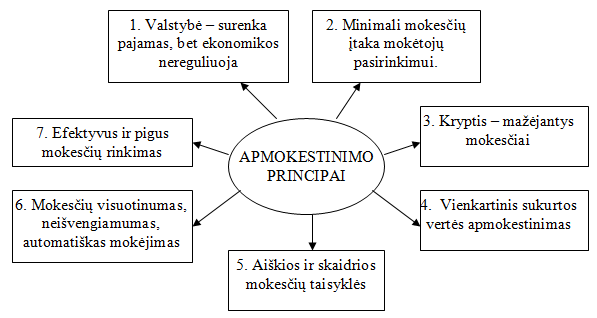 1. Valstybė – surenka
pajamas, bet ekonomikos
nereguliuoja
2. Minimali mokesčių
įtaka mokėtojų
pasirinkimui.
3. Kryptis – mažėjantys
mokesčiai
4. Vienkartinis sukurtos
vertės apmokestinimas
5. Aiškios ir skaidrios
mokesčių taisyklės
6. Mokesčių visuotinumas,
neišvengiamumas,
automatiškas mokėjimas
7. Efektyvus ir pigus
mokesčių rinkimas
APMOKESTINIMO
PRINCIPAI